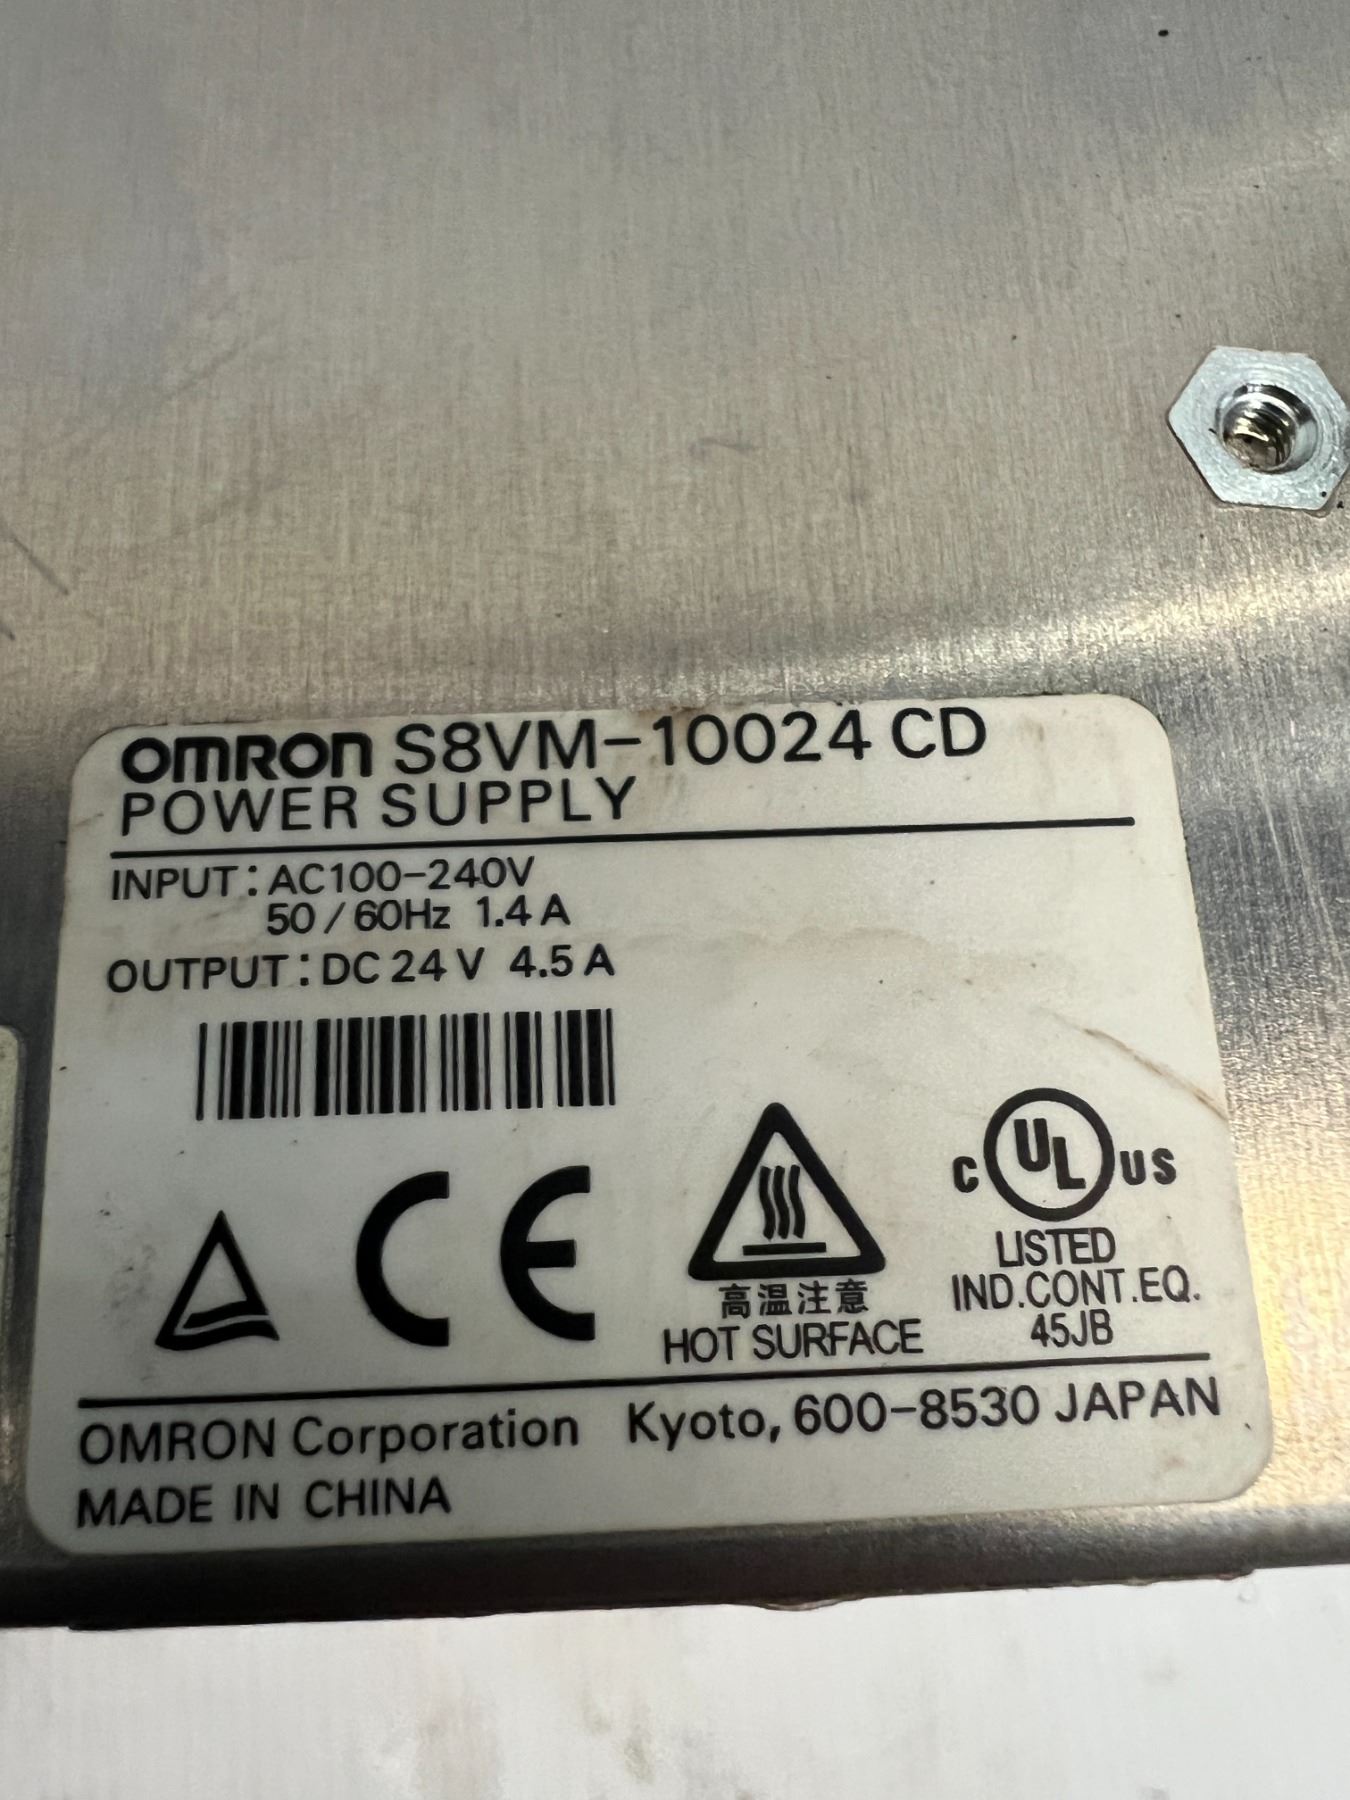 OMRON S8VM-10024 CD
POWER SUPPLY
INPUT : AC100-240V
50 / 60Hz 1.4 A
OUTPUT : DC 24 V 4.5 A
CE
高温注意
HOT SURFACE
C UL US
LISTED
IND.CONT.EQ.
45JB
OMRON Corporation Kyoto, 600-8530 JAPAN
MADE IN CHINA